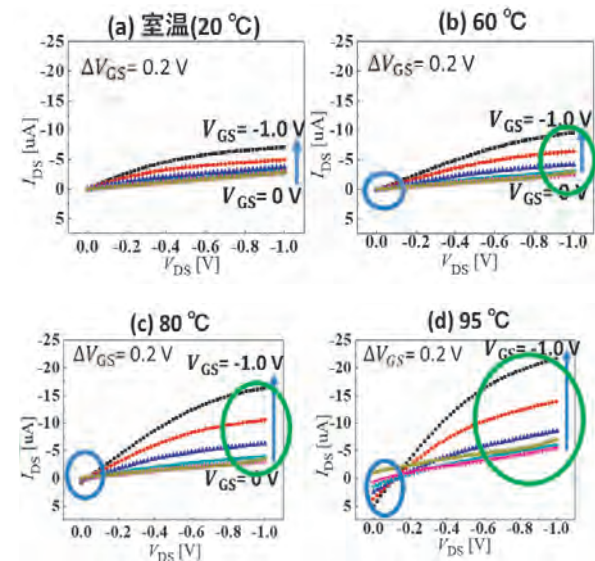 (a) 室温(20 ℃)
ΔVGS= 0.2 V
VGS= -1.0 V
VGS= 0 V
-25
-20
-15
-10
-5
0
5
IDS [uA]
0.0 -0.2 -0.4 -0.6 -0.8 -1.0
VDS [V]
(b) 60 ℃
ΔVGS= 0.2 V
VGS= -1.0 V
VGS= 0 V
-25
-20
-15
-10
-5
0
5
IDS [uA]
0.0 -0.2 -0.4 -0.6 -0.8 -1.0
VDS [V]
(c) 80 ℃
ΔVGS= 0.2 V
VGS= -1.0 V
VGS= 0 V
-25
-20
-15
-10
-5
0
5
IDS [uA]
0.0 -0.2 -0.4 -0.6 -0.8 -1.0
VDS [V]
(d) 95 ℃
ΔVGS= 0.2 V
VGS= -1.0 V
-25
-20
-15
-10
-5
0
5
IDS [uA]
0.0 -0.2 -0.4 -0.6 -0.8 -1.0
VDS [V]